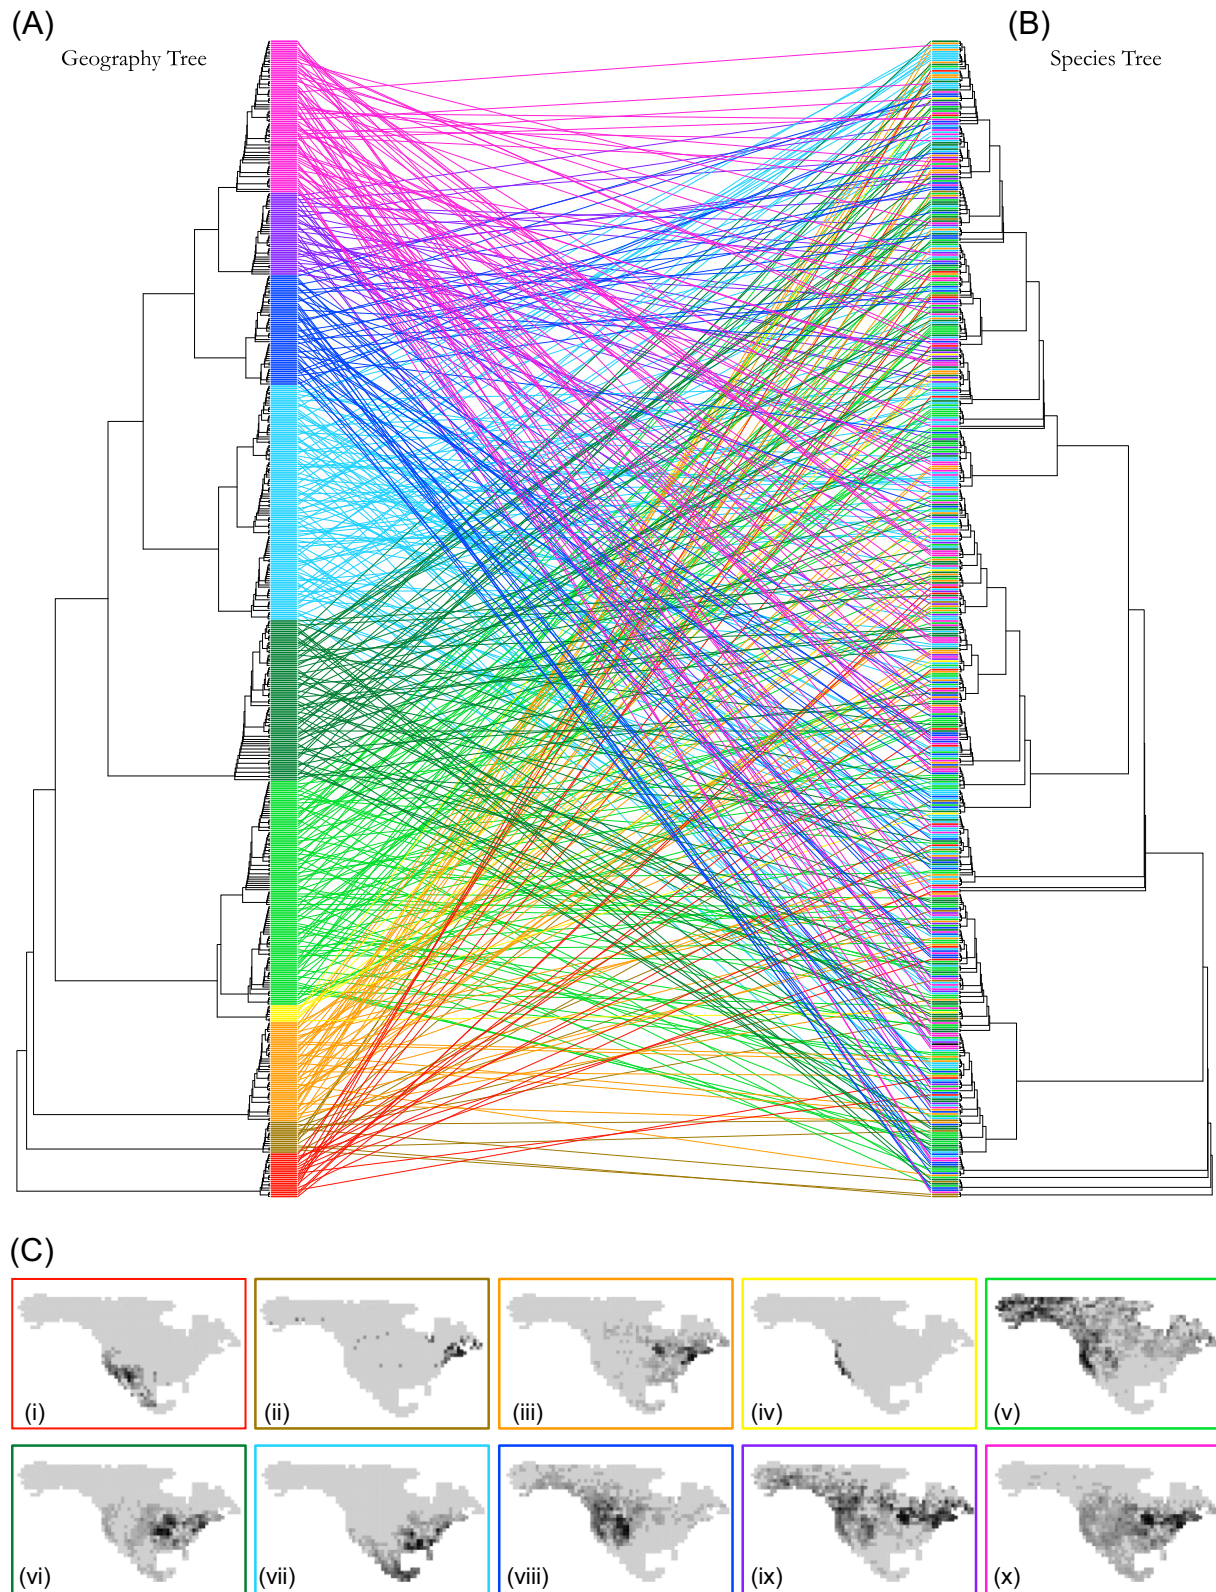 (A)
(B)
Geography Tree
Species Tree
(C)
(i)
(ii)
(iii)
(iv)
(v)
(vi)
(vii)
(viii)
(ix)
(x)